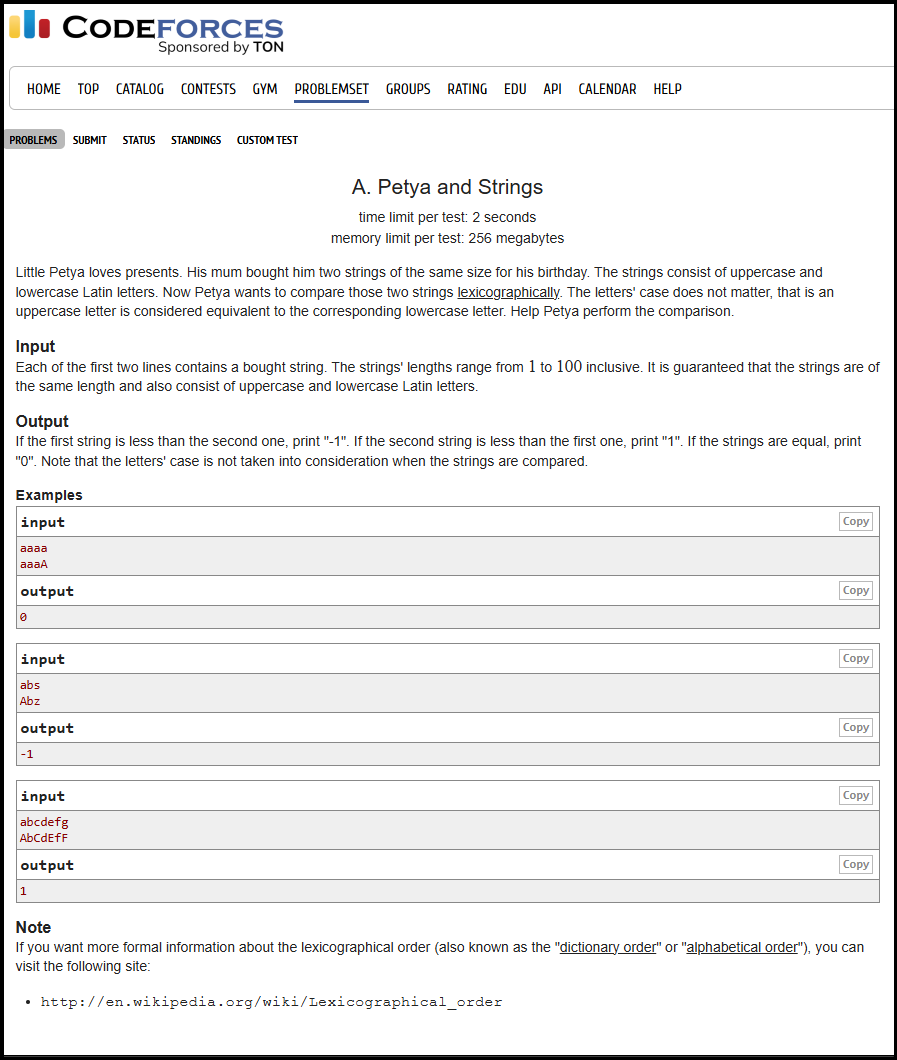 CODEFORCES
Sponsored by TON
HOME TOP CATALOG CONTESTS GYM PROBLEMSET GROUPS RATING EDU API CALENDAR HELP
PROBLEMS SUBMIT STATUS STANDINGS CUSTOM TEST
A. Petya and Strings
time limit per test: 2 seconds
memory limit per test: 256 megabytes
Little Petya loves presents. His mum bought him two strings of the same size for his birthday. The strings consist of uppercase and
lowercase Latin letters. Now Petya wants to compare those two strings lexicographically. The letters' case does not matter, that is an
uppercase letter is considered equivalent to the corresponding lowercase letter. Help Petya perform the comparison.
Input
Each of the first two lines contains a bought string. The strings' lengths range from 1 to 100 inclusive. It is guaranteed that the strings are of
the same length and also consist of uppercase and lowercase Latin letters.
Output
If the first string is less than the second one, print "-1". If the second string is less than the first one, print "1". If the strings are equal, print
"0". Note that the letters' case is not taken into consideration when the strings are compared.
Examples
input Copy
aaaa
aaaA
output Copy
0
input Copy
abs
Abz
output Copy
-1
input Copy
abcdefg
AbCdEfF
output Copy
1
Note
If you want more formal information about the lexicographical order (also known as the "dictionary order" or "alphabetical order"), you can
visit the following site:
• http://en.wikipedia.org/wiki/Lexicographical_order